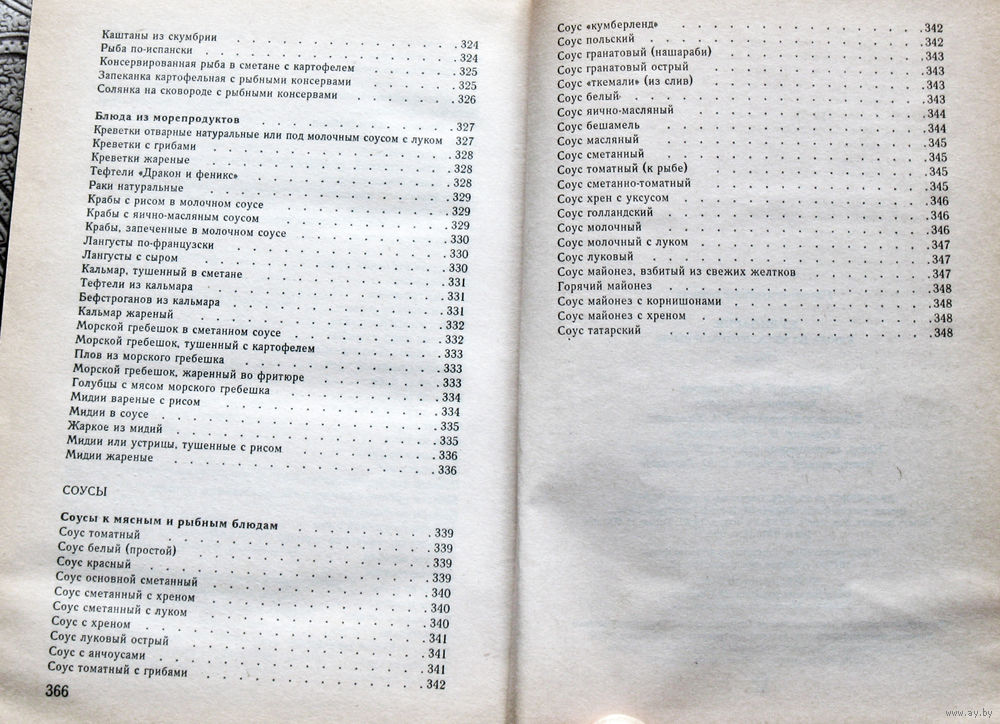 Каштаны из скумбрии . . . . . 324
Рыба по-испански . . . . . 324
Консервированная рыба в сметане с картофелем . . . . . 325
Запеканка картофельная с рыбными консервами . . . . . 325
Солянка на сковороде с рыбными консервами . . . . . 326
Блюда из морепродуктов . . . . . 327
Креветки отварные натуральные или под молочным соусом с луком 327
Креветки с грибами . . . . . 328
Креветки жареные . . . . . 328
Тефтели «Дракон и феникс» . . . . . 328
Раки натуральные . . . . . 329
Крабы с рисом в молочном соусе . . . . . 329
Крабы с яично-масляным соусом . . . . . 329
Крабы, запеченные в молочном соусе . . . . . 330
Лангусты по-французски . . . . . 330
Лангусты с сыром . . . . . 330
Кальмар, тушенный в сметане . . . . . 331
Тефтели из кальмара . . . . . 331
Бефстроганов из кальмара . . . . . 331
Кальмар жареный . . . . . 332
Морской гребешок в сметанном соусе . . . . . 332
Морской гребешок, тушенный с картофелем . . . . . 333
Плов из морского гребешка . . . . . 333
Морской гребешок, жаренный во фритюре . . . . . 333
Голубцы с мясом морского гребешка . . . . . 334
Мидии вареные с рисом . . . . . 334
Мидии в соусе . . . . . 335
Жаркое из мидий . . . . . 335
Мидии или устрицы, тушенные с рисом . . . . . 336
Мидии жареные . . . . . 336
СОУСЫ
Соусы к мясным и рыбным блюдам . . . . . 339
Соус томатный . . . . . 339
Соус белый (простой) . . . . . 339
Соус красный . . . . . 339
Соус основной сметанный . . . . . 340
Соус сметанный с хреном . . . . . 340
Соус сметанный с луком . . . . . 340
Соус с хреном . . . . . 341
Соус луковый острый . . . . . 341
Соус с анчоусами . . . . . 341
Соус томатный с грибами . . . . . 342
366
Соус «кумберленд» . . . . . 342
Соус польский . . . . . 342
Соус гранатовый (нашараби) . . . . . 343
Соус гранатовый острый . . . . . 343
Соус «ткемали» (из слив) . . . . . 343
Соус белый . . . . . 343
Соус яично-масляный . . . . . 344
Соус бешамель . . . . . 344
Соус масляный . . . . . 345
Соус сметанный . . . . . 345
Соус томатный (к рыбе) . . . . . 345
Соус сметанно-томатный . . . . . 345
Соус хрен с уксусом . . . . . 346
Соус голландский . . . . . 346
Соус молочный . . . . . 346
Соус молочный с луком . . . . . 347
Соус луковый . . . . . 347
Соус майонез, взбитый из свежих желтков . . . . . 347
Горячий майонез . . . . . 348
Соус майонез с корнишонами . . . . . 348
Соус майонез с хреном . . . . . 348
Соус татарский . . . . . 348
www.ay.by